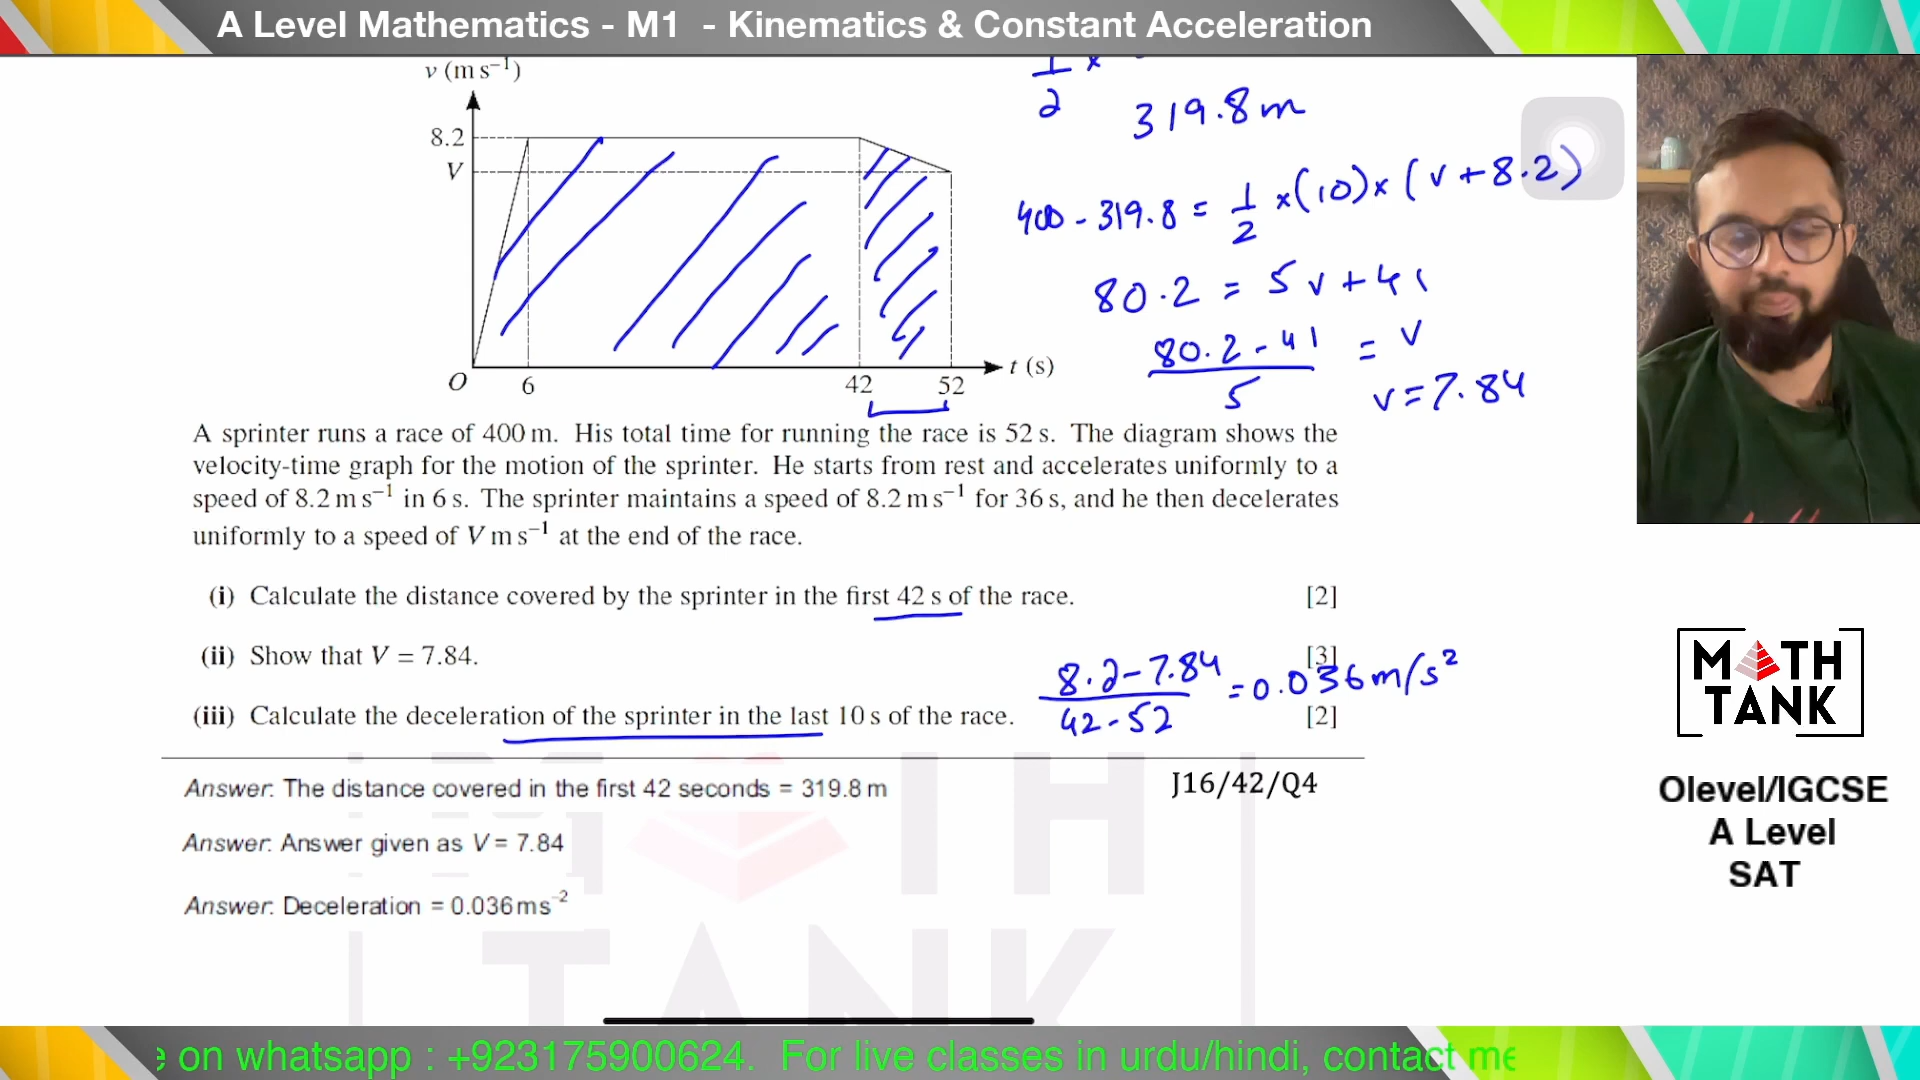 A Level Mathematics - M1 - Kinematics & Constant Acceleration
v (m s⁻¹)
8.2
V
O
6
42
52
t (s)
1/2 ×
319.8 m
400 - 319.8 = 1/2 × (10) × (v + 8.2)
80.2 = 5v + 41
80.2 - 41 / 5 = v
v = 7.84
A sprinter runs a race of 400 m. His total time for running the race is 52 s. The diagram shows the
velocity-time graph for the motion of the sprinter. He starts from rest and accelerates uniformly to a
speed of 8.2 m s⁻¹ in 6 s. The sprinter maintains a speed of 8.2 m s⁻¹ for 36 s, and he then decelerates
uniformly to a speed of V m s⁻¹ at the end of the race.
(i) Calculate the distance covered by the sprinter in the first 42 s of the race. [2]
(ii) Show that V = 7.84. [3]
8.2 - 7.84 / 42 - 52 = 0.036 m/s²
(iii) Calculate the deceleration of the sprinter in the last 10 s of the race. [2]
Answer: The distance covered in the first 42 seconds = 319.8 m
J16/42/Q4
Answer: Answer given as V = 7.84
Answer: Deceleration = 0.036 ms⁻²
MATH
TANK
MATH
TANK
Olevel/IGCSE
A Level
SAT
on whatsapp : +923175900624. For live classes in urdu/hindi, contact me